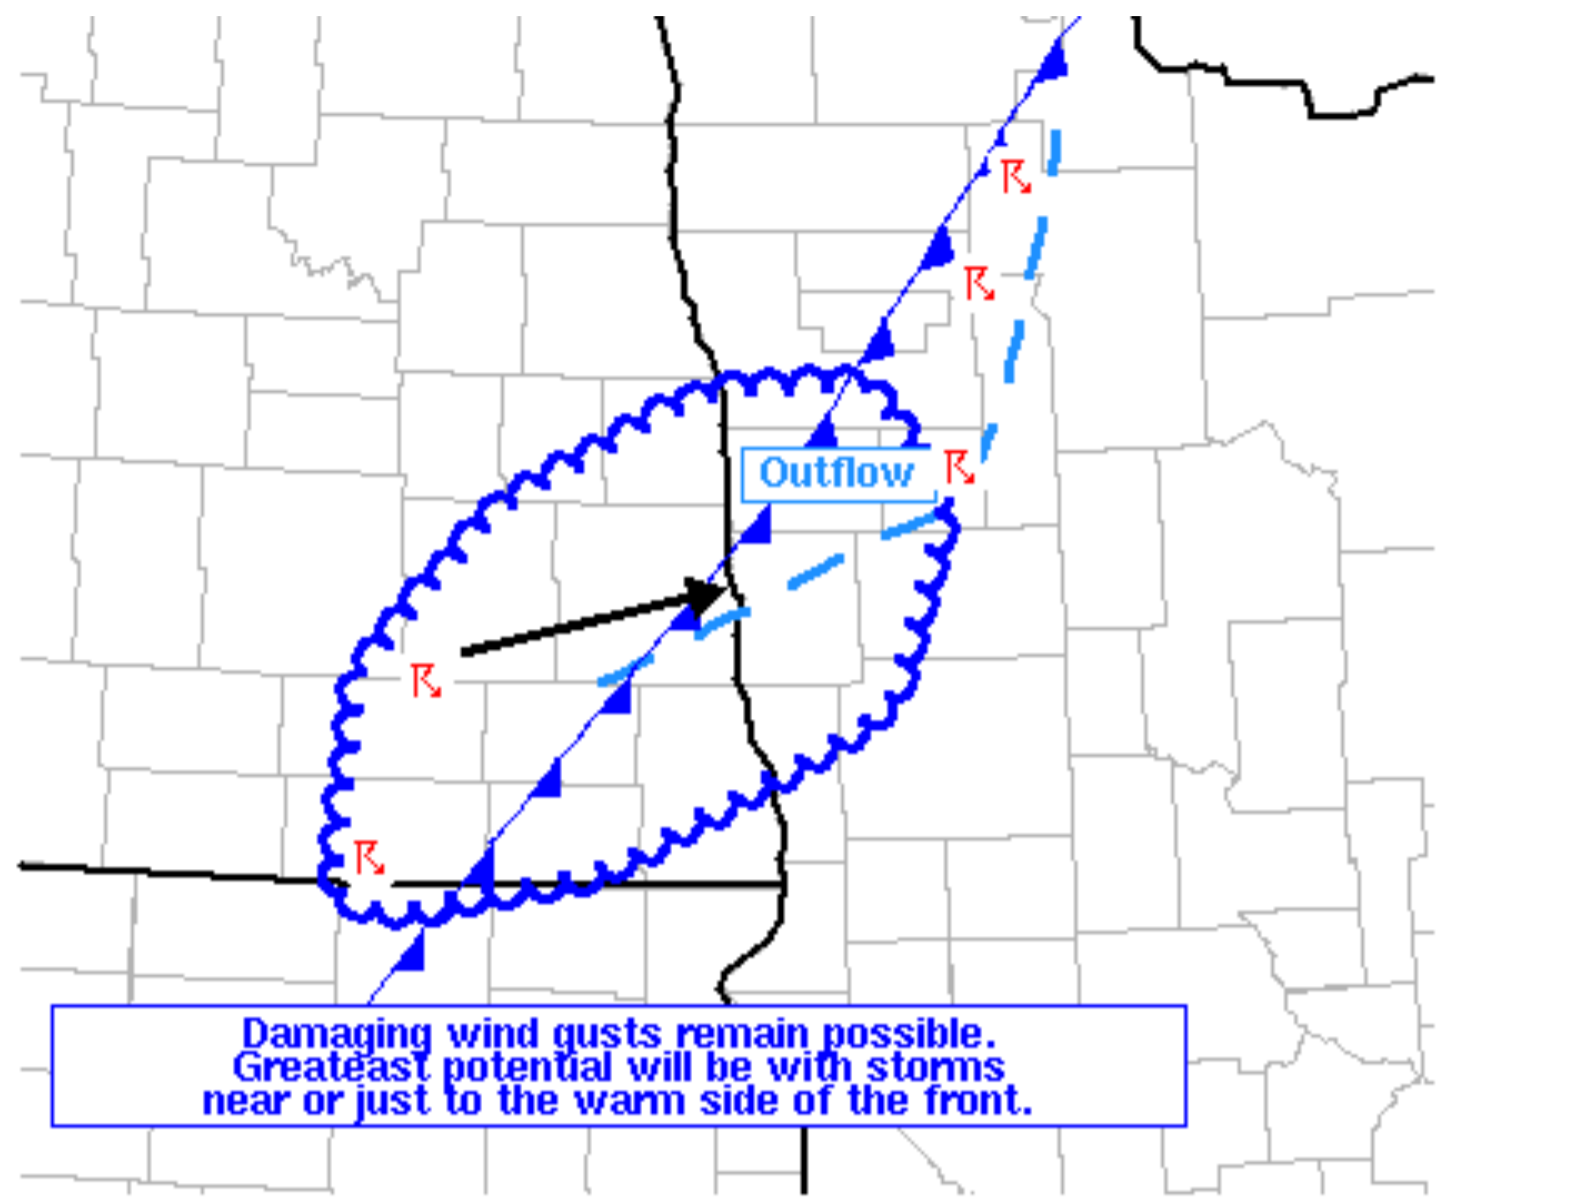 Outflow
Damaging wind gusts remain possible.
Greateast potential will be with storms
near or just to the warm side of the front.